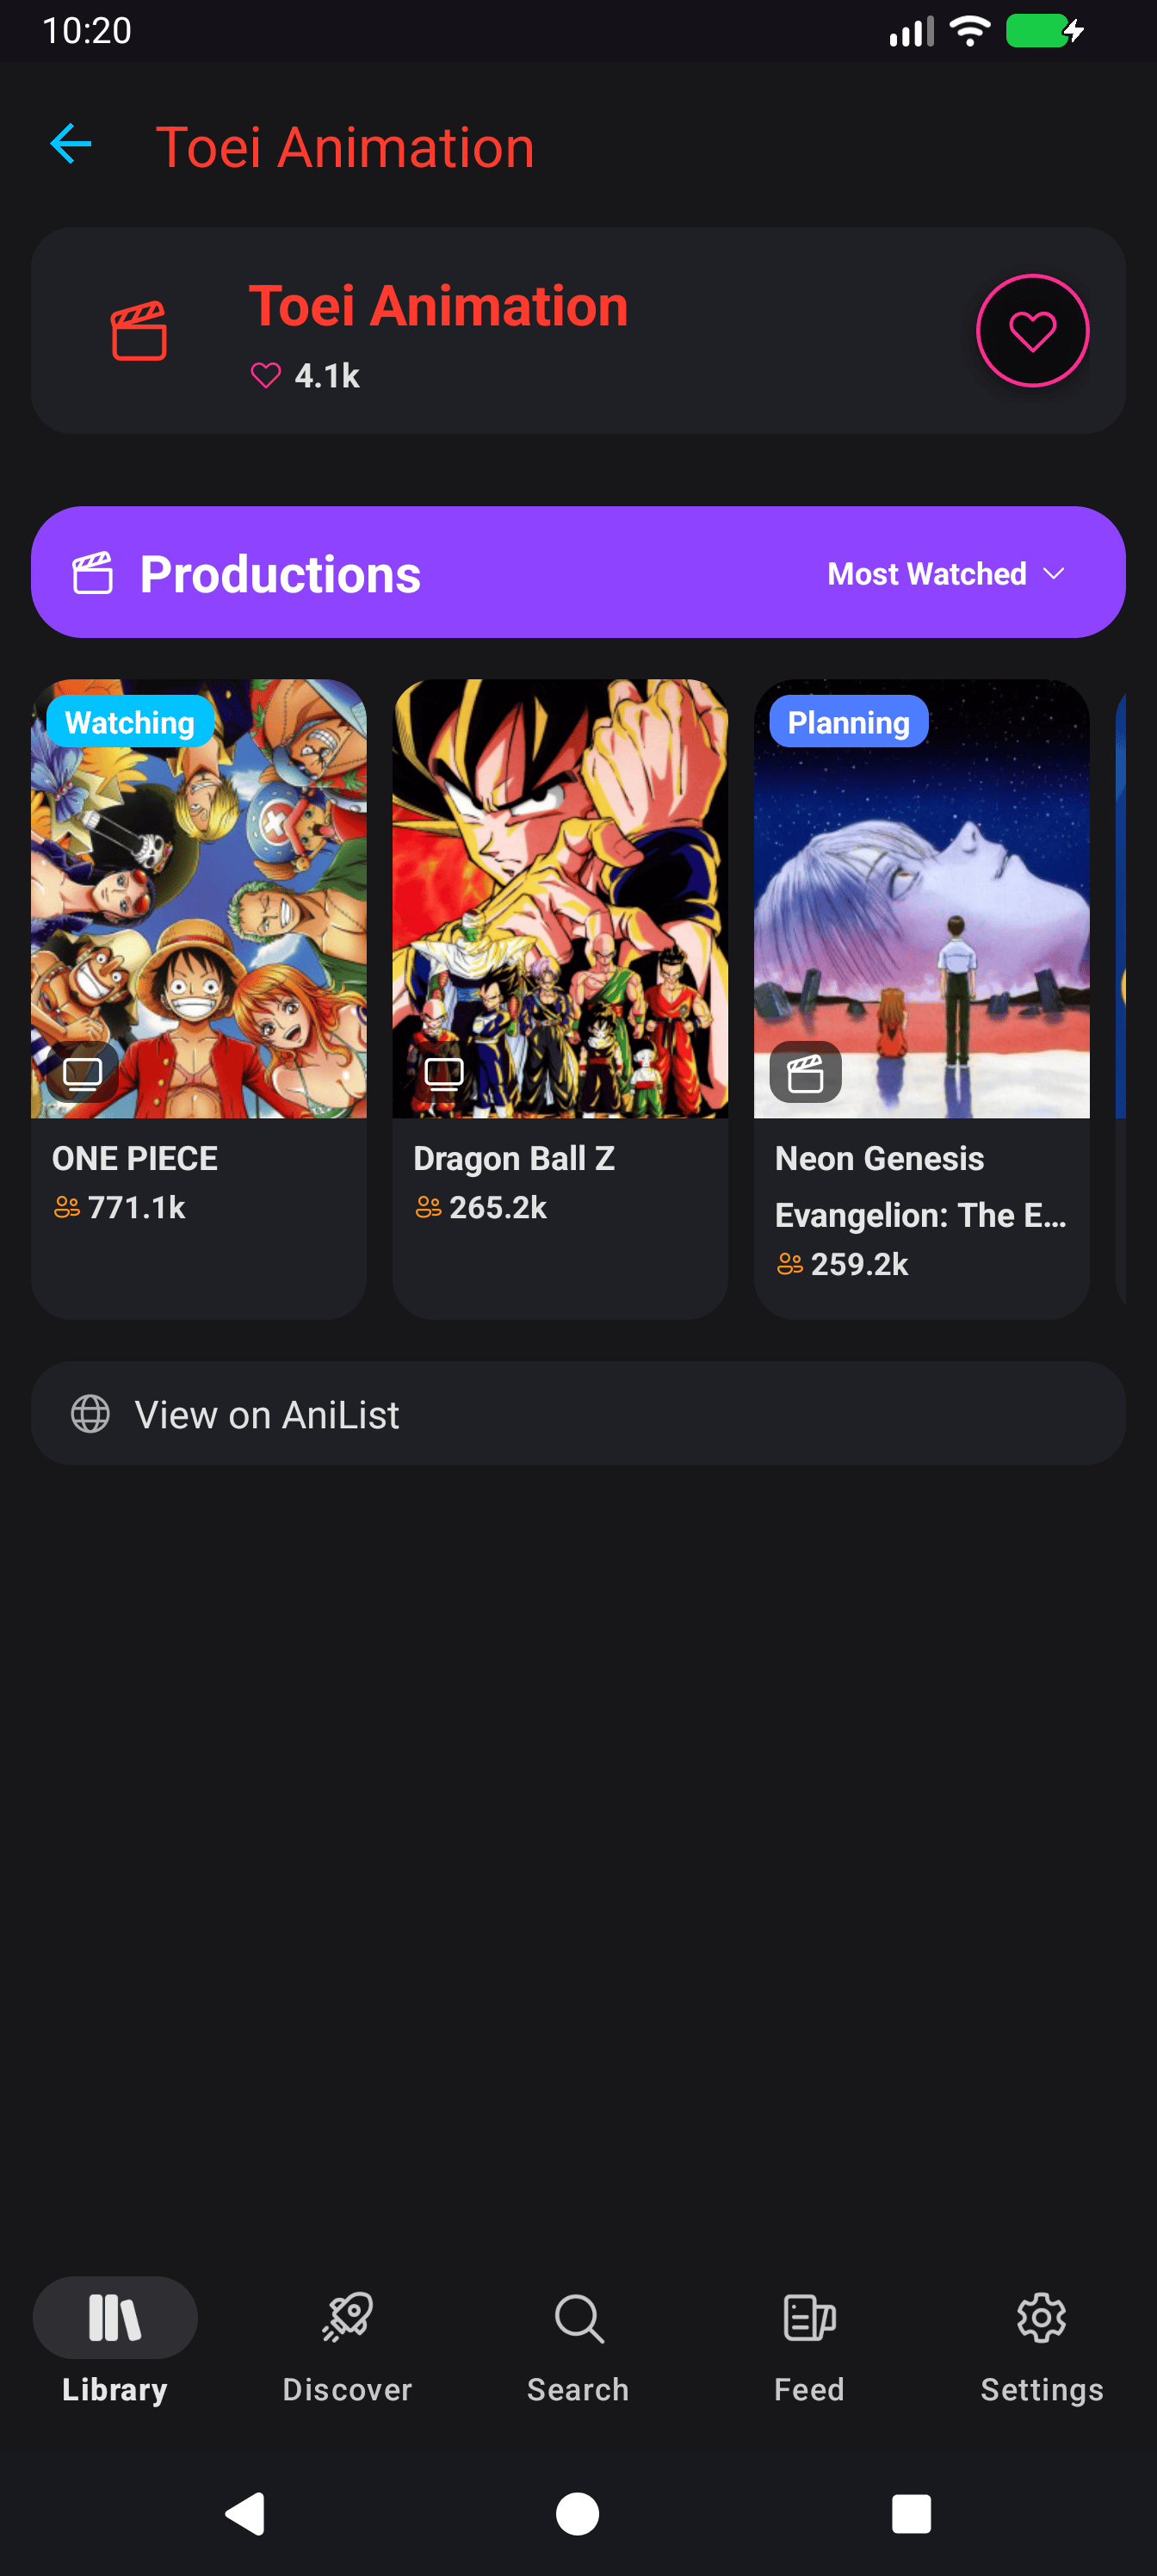 10:20
Toei Animation
Toei Animation
4.1k
Productions
Most Watched
Watching
Planning
ONE PIECE
771.1k
Dragon Ball Z
265.2k
Neon Genesis
Evangelion: The E...
259.2k
View on AniList
Library
Discover
Search
Feed
Settings